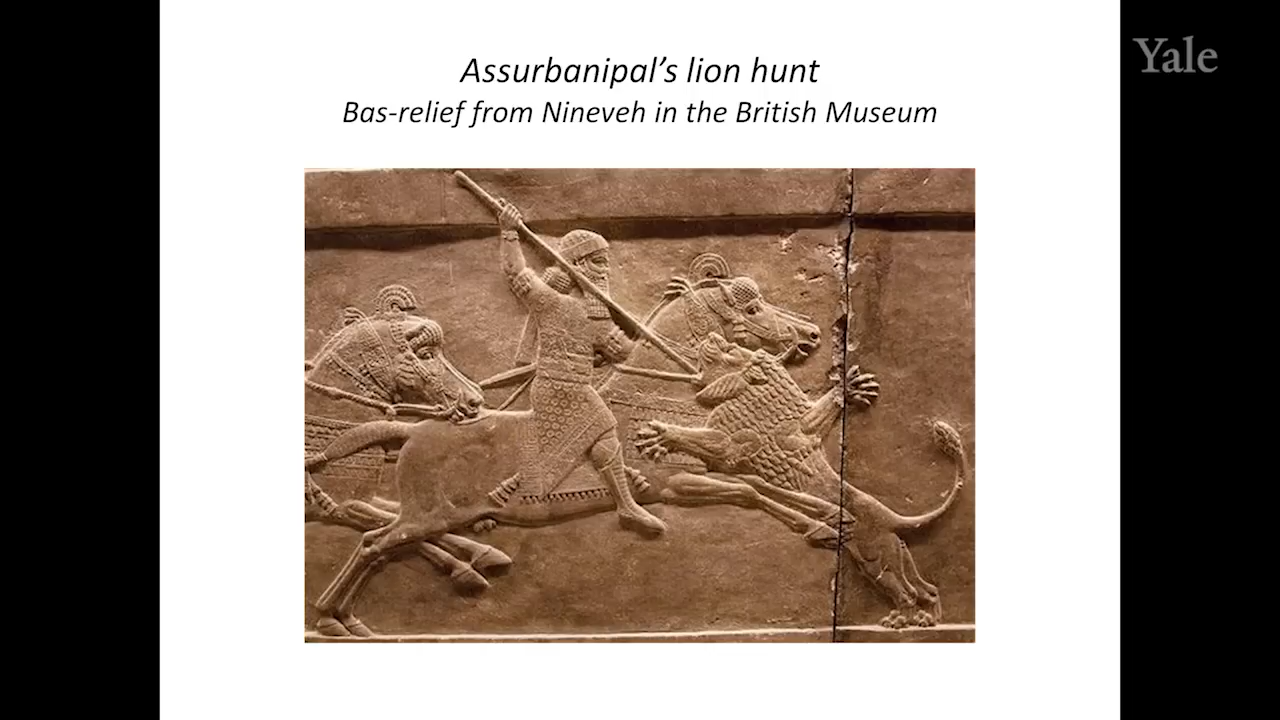 Assurbanipal’s lion hunt
Bas-relief from Nineveh in the British Museum
Yale